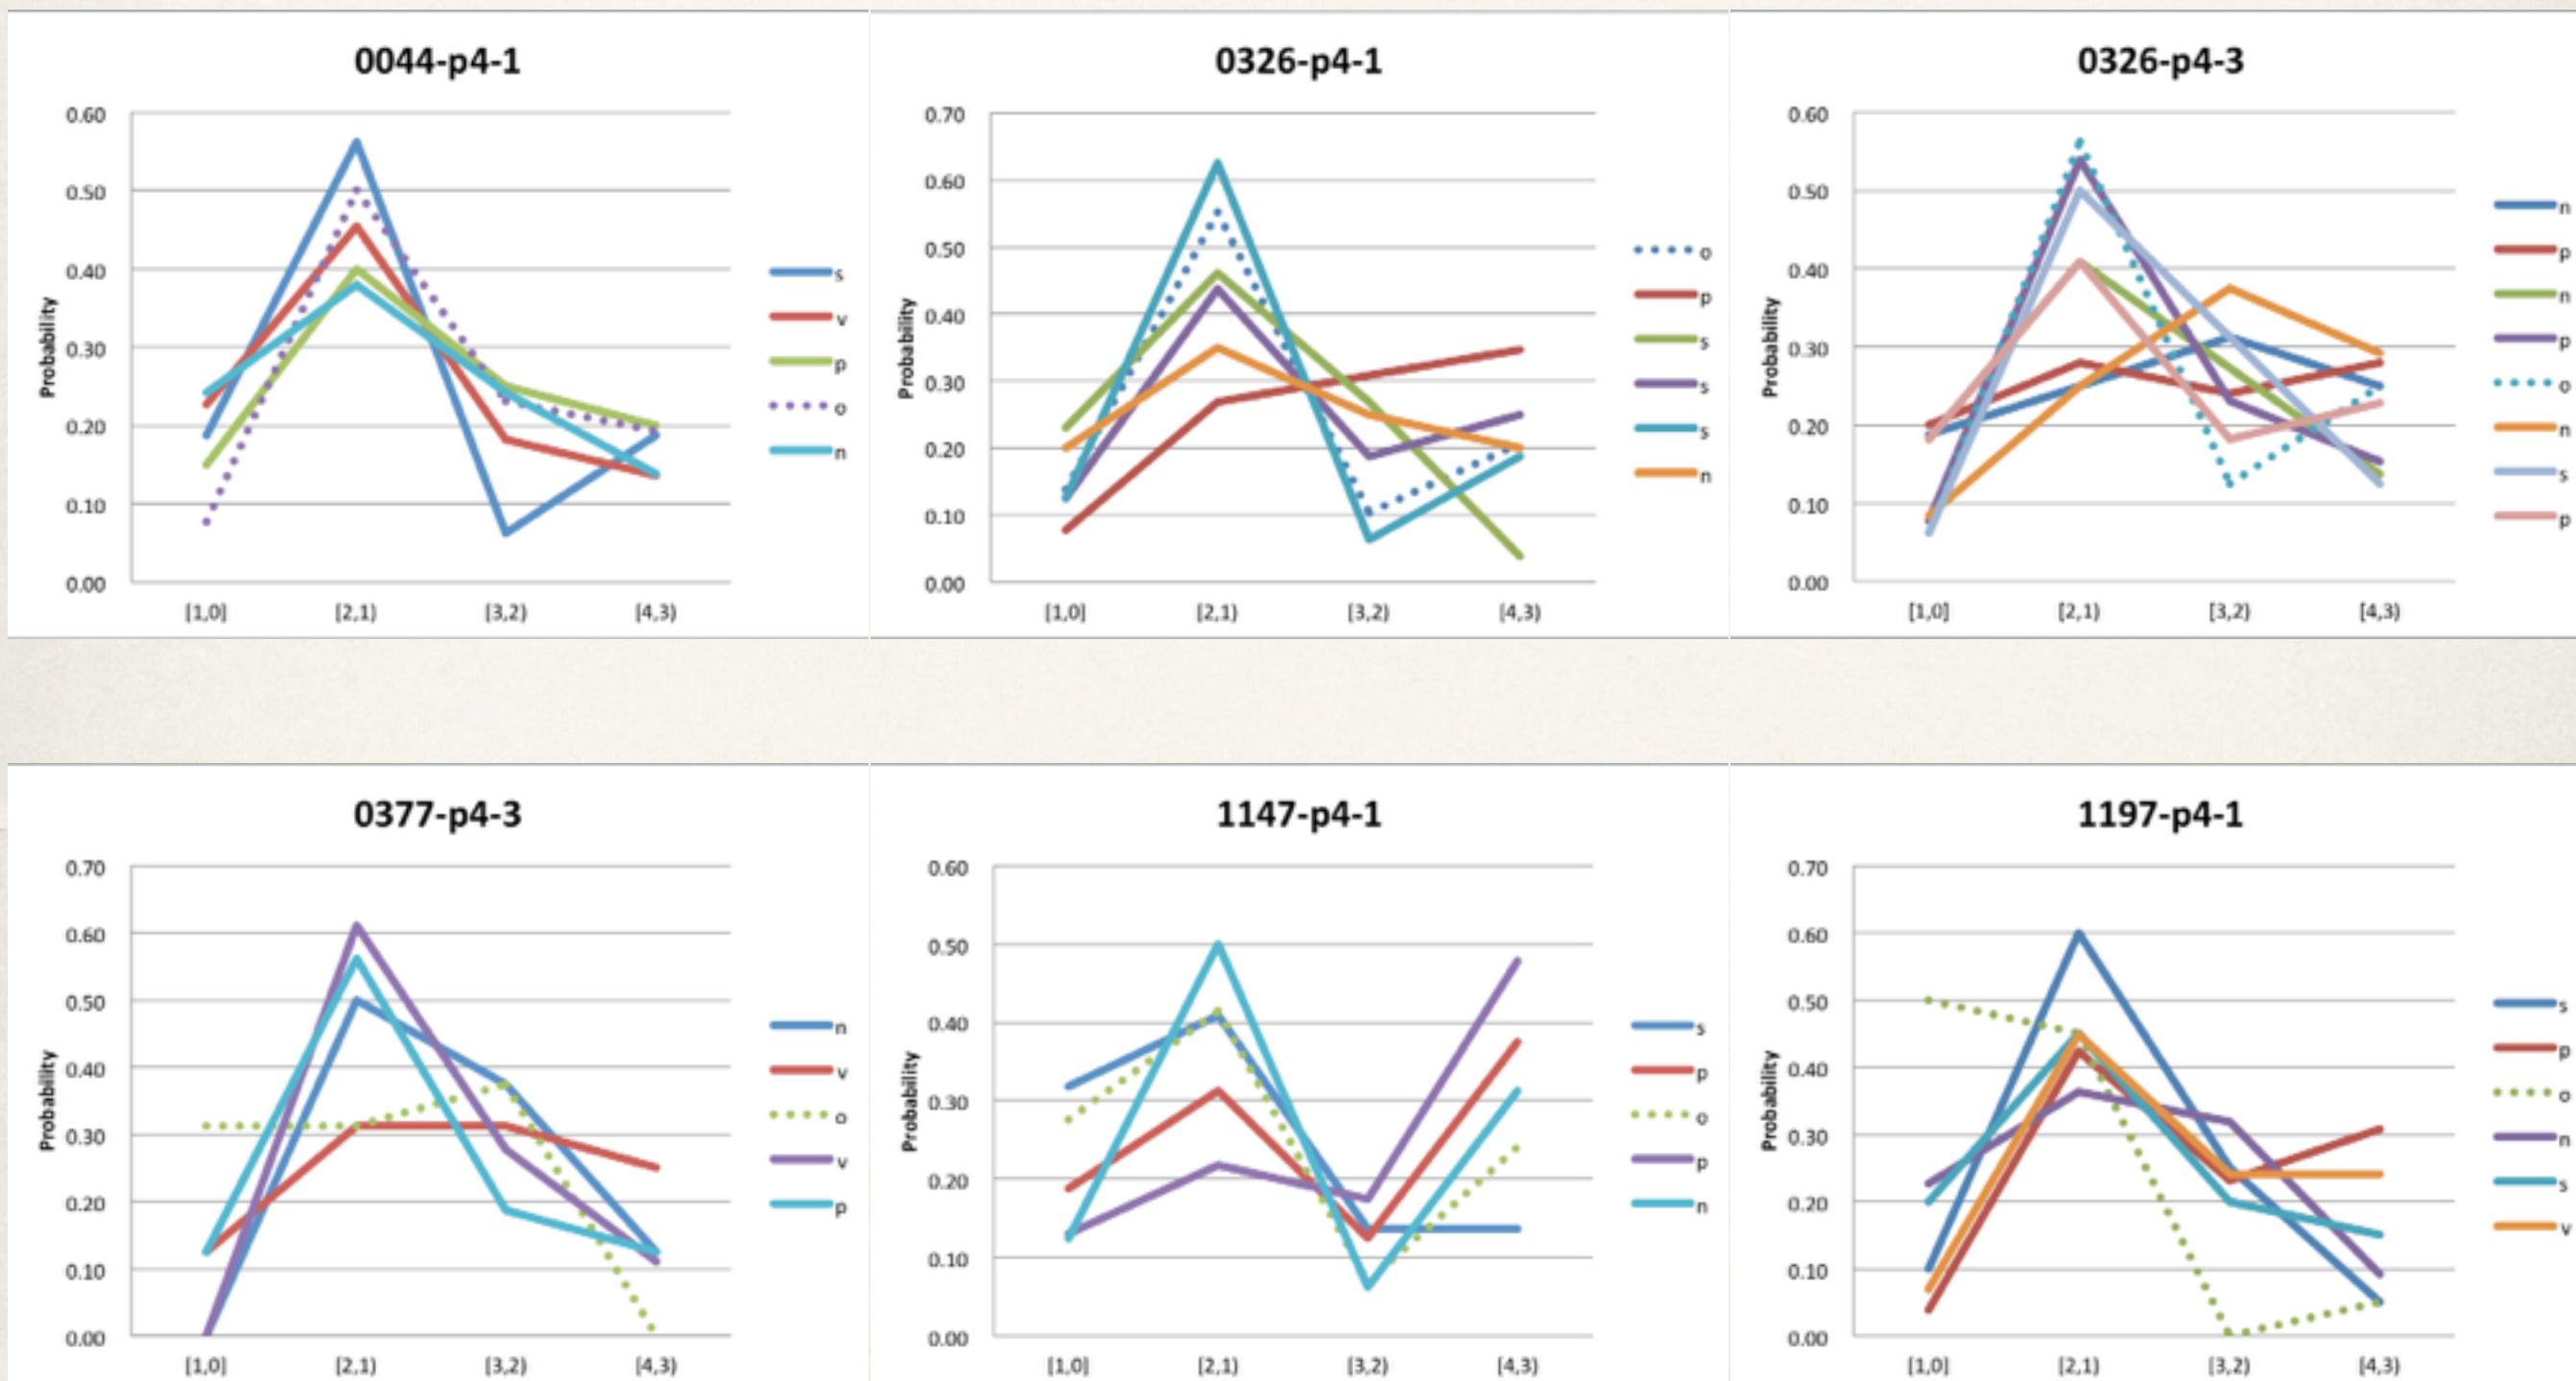 0044-p4-1
0.60
0.50
0.40
0.30
0.20
0.10
0.00
Probability
[1,0]
[2,1)
[3,2)
[4,3)
s
v
p
o
n
0326-p4-1
0.70
0.60
0.50
0.40
0.30
0.20
0.10
0.00
Probability
[1,0]
[2,1)
[3,2)
[4,3)
o
p
s
s
s
n
0326-p4-3
0.60
0.50
0.40
0.30
0.20
0.10
0.00
Probability
[1,0]
[2,1)
[3,2)
[4,3)
n
p
n
p
o
n
s
p
0377-p4-3
0.70
0.60
0.50
0.40
0.30
0.20
0.10
0.00
Probability
[1,0]
[2,1)
[3,2)
[4,3)
n
v
o
v
p
1147-p4-1
0.60
0.50
0.40
0.30
0.20
0.10
0.00
Probability
[1,0]
[2,1)
[3,2)
[4,3)
s
p
o
p
n
1197-p4-1
0.70
0.60
0.50
0.40
0.30
0.20
0.10
0.00
Probability
[1,0]
[2,1)
[3,2)
[4,3)
s
p
o
n
s
v